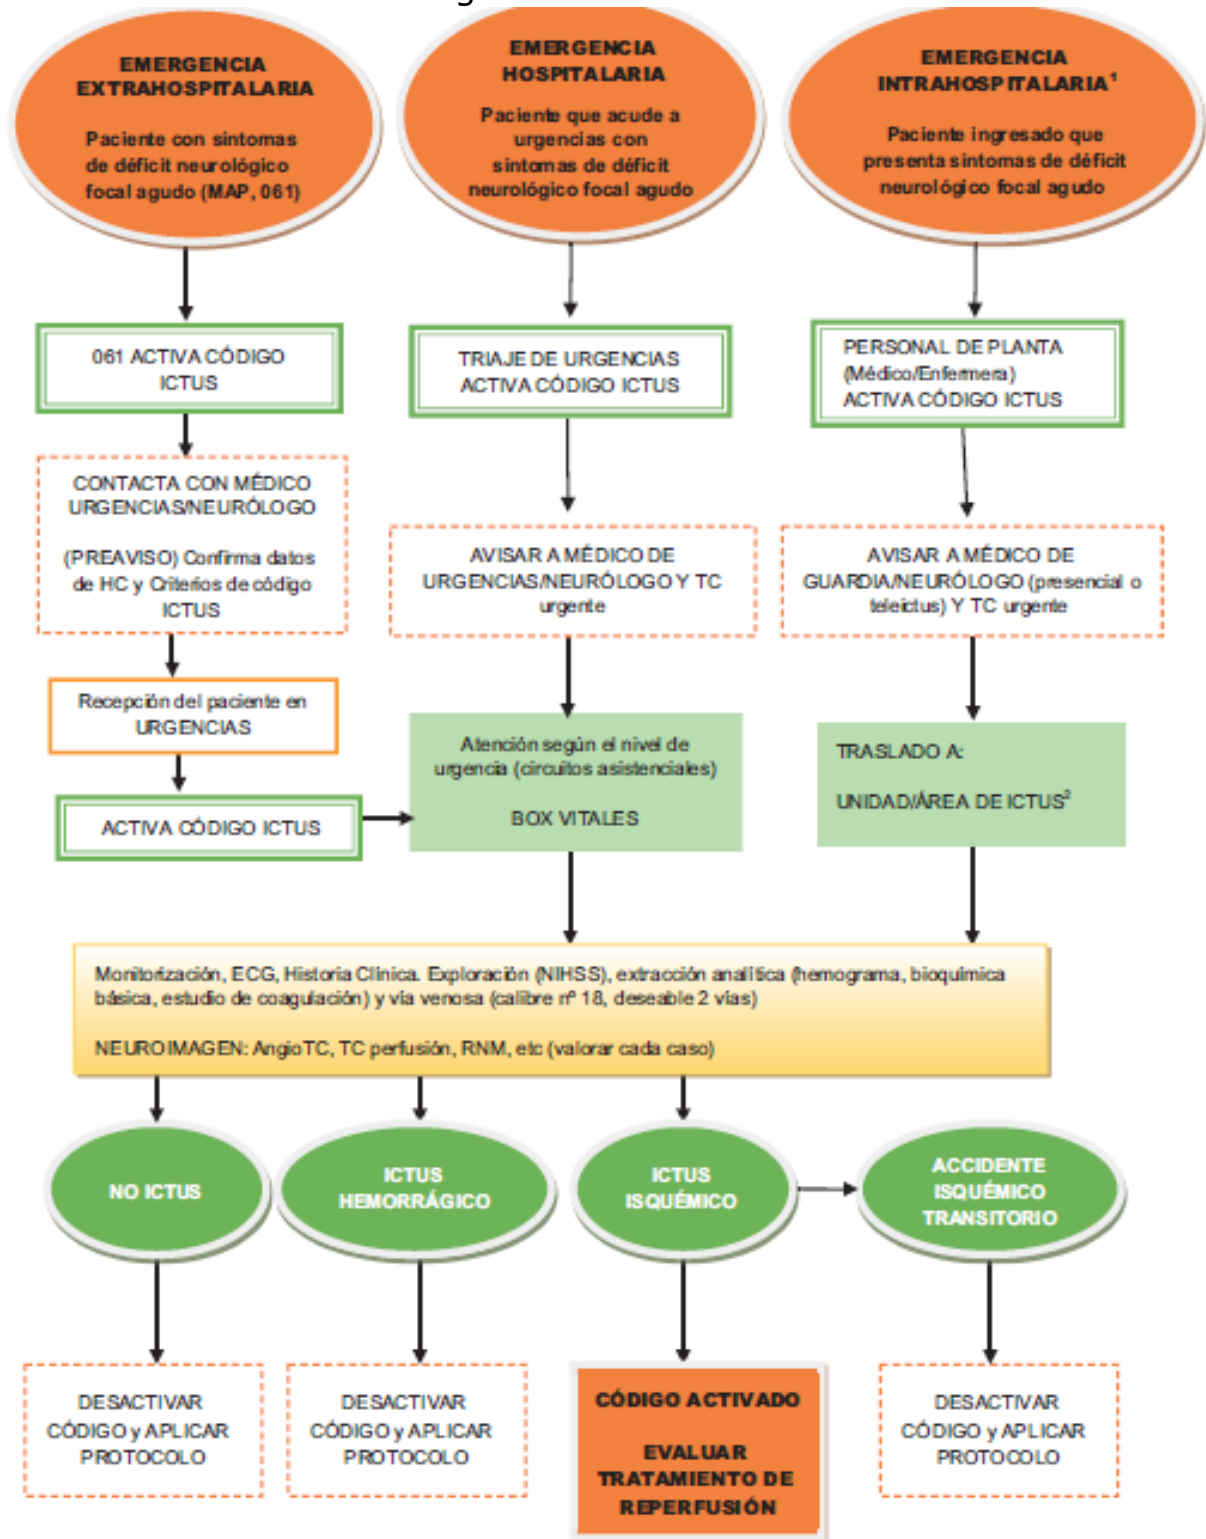 EMERGENCIA
EXTRAHOSPITALARIA
Paciente con sintomas
de déficit neurológico
focal agudo (MAP, 061)
EMERGENCIA
HOSPITALARIA
Paciente que acude a
urgencias con
sintomas de déficit
neurológico focal agudo
EMERGENCIA
INTRAHOSPITALARIA¹
Paciente ingresado que
presenta sintomas de déficit
neurológico focal agudo
061 ACTIVA CÓDIGO
ICTUS
TRIAJE DE URGENCIAS
ACTIVA CÓDIGO ICTUS
PERSONAL DE PLANTA
(Médico/Enfermera)
ACTIVA CÓDIGO ICTUS
CONTACTA CON MÉDICO
URGENCIAS/NEURÓLOGO
(PREAVISO) Confirma datos
de HC y Criterios de código
ICTUS
AVISAR A MÉDICO DE
URGENCIAS/NEURÓLOGO Y TC
urgente
AVISAR A MÉDICO DE
GUARDIA/NEURÓLOGO (presencial o
teleictus) Y TC urgente
Recepción del paciente en
URGENCIAS
ACTIVA CÓDIGO ICTUS
Atención según el nivel de
urgencia (circuitos asistenciales)
BOX VITALES
TRASLADO A:
UNIDAD/ÁREA DE ICTUS²
Monitorización, ECG, Historia Clínica. Exploración (NIHSS), extracción analítica (hemograma, bioquimica
básica, estudio de coagulación) y via venosa (calibre nº 18, deseable 2 vias)
NEUROIMAGEN: AngioTC, TC perfusión, RNM, etc (valorar cada caso)
NO ICTUS
ICTUS
HEMORRÁGICO
ICTUS
ISQUÉMICO
ACCIDENTE
ISQUÉMICO
TRANSITORIO
DESACTIVAR
CÓDIGO y APLICAR
PROTOCOLO
DESACTIVAR
CÓDIGO y APLICAR
PROTOCOLO
CÓDIGO ACTIVADO
EVALUAR
TRATAMIENTO DE
REPERFUSIÓN
DESACTIVAR
CÓDIGO y APLICAR
PROTOCOLO